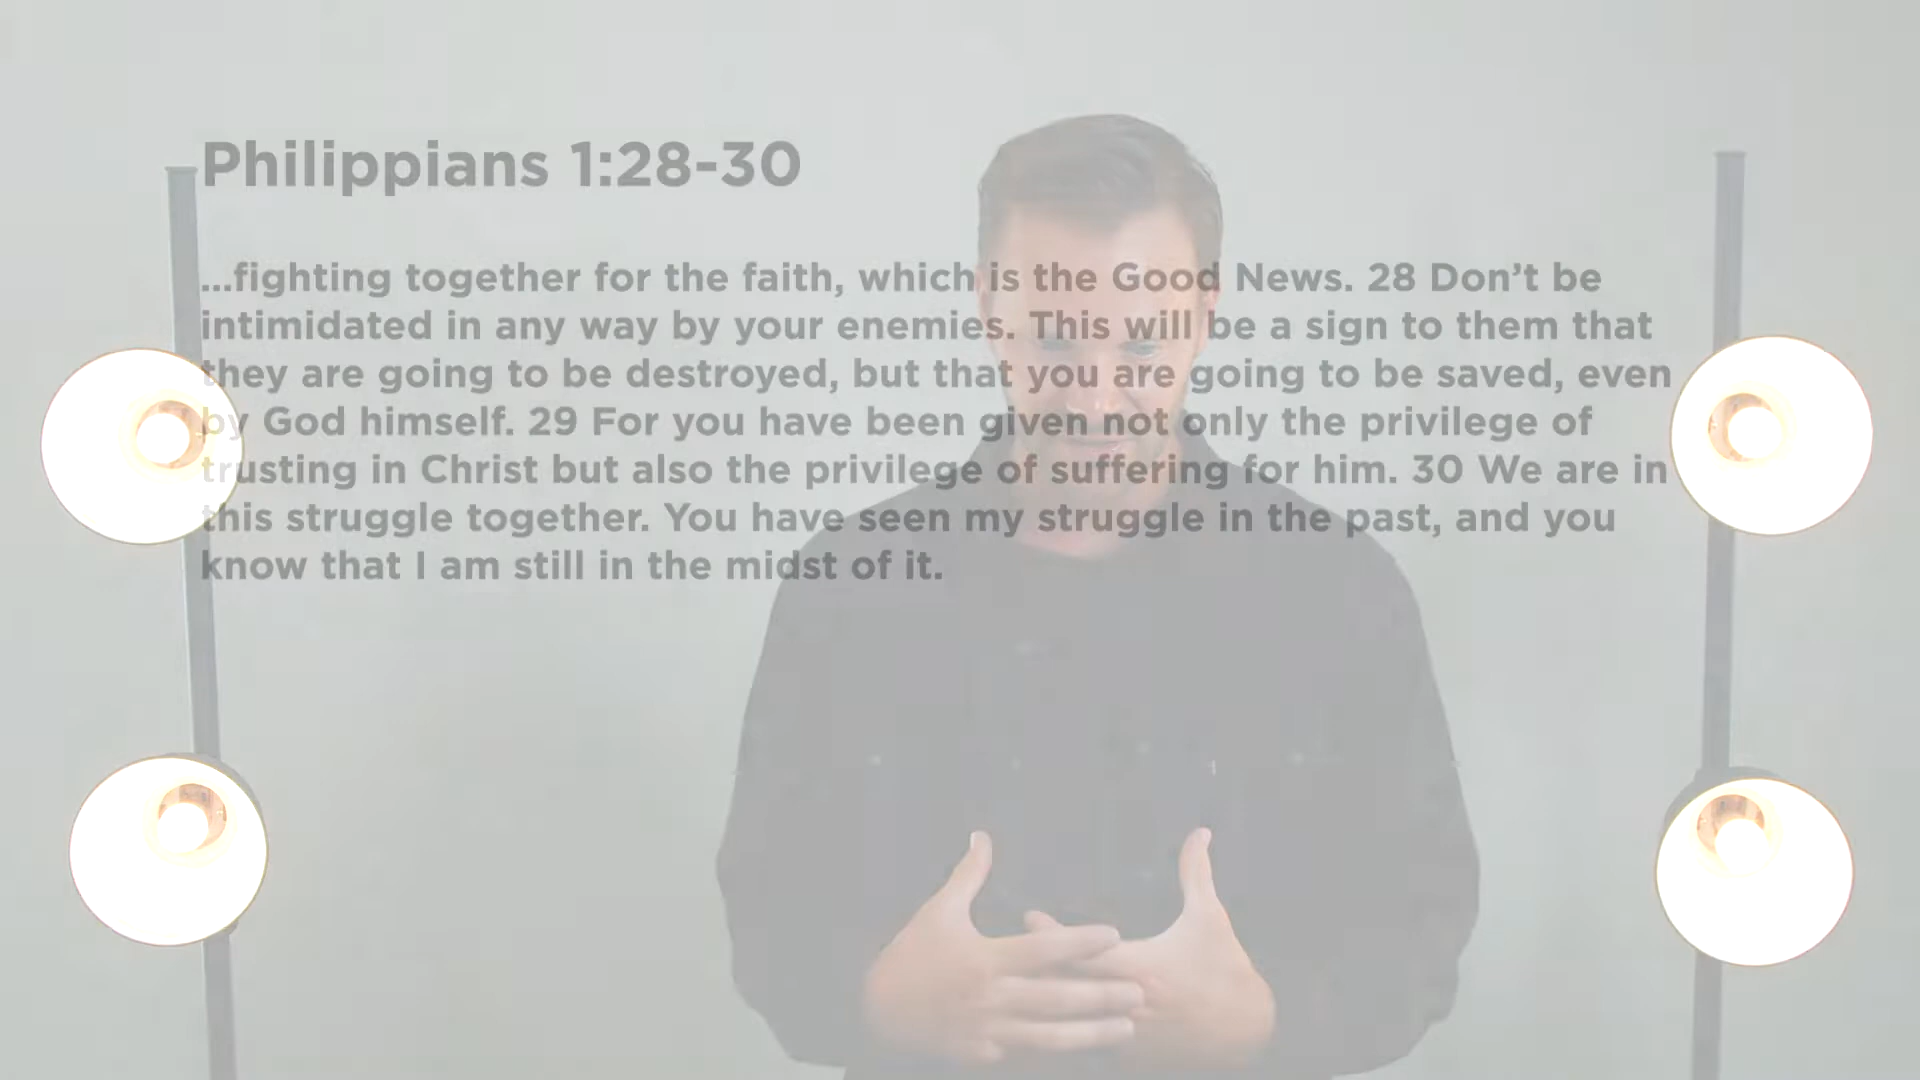 Philippians 1:28-30
...fighting together for the faith, which is the Good News. 28 Don’t be
intimidated in any way by your enemies. This will be a sign to them that
they are going to be destroyed, but that you are going to be saved, even
by God himself. 29 For you have been given not only the privilege of
trusting in Christ but also the privilege of suffering for him. 30 We are in
this struggle together. You have seen my struggle in the past, and you
know that I am still in the midst of it.